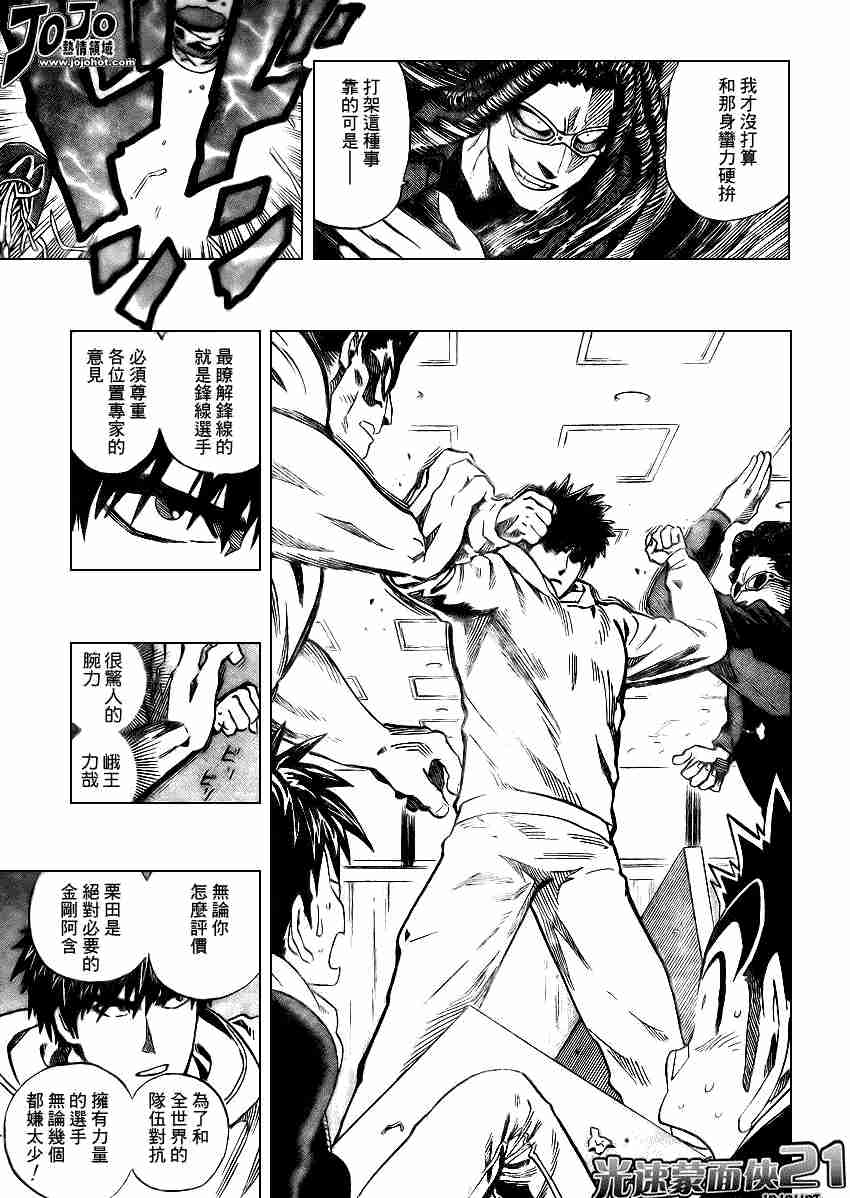 JOJO
熱情領域
www.jojohot.com
我才沒打算
和那身蠻力硬拚
打架這種事
靠的可是——
最瞭解鋒線的
就是鋒線選手
必須尊重
各位置專家的
意見
很驚人的
腕力
峨王
力哉
無論你
怎麼評價
栗田是
絕對必要的
金剛阿含
為了和
全世界的
隊伍對抗
擁有力量
的選手
無論幾個
都嫌太少！
光速蒙面俠21